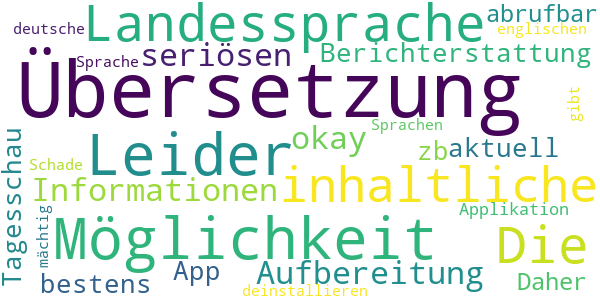 deutsche
Landessprache
abrufbar
englischen
Sprache
seriösen
Berichterstattung
Übersetzung
gibt
Tagesschau
Leider
okay
Sprachen
zb
aktuell
Schade
Informationen
inhaltliche
mächtig
Möglichkeit
Applikation
Die
bestens
App
Aufbereitung
Daher
deinstallieren